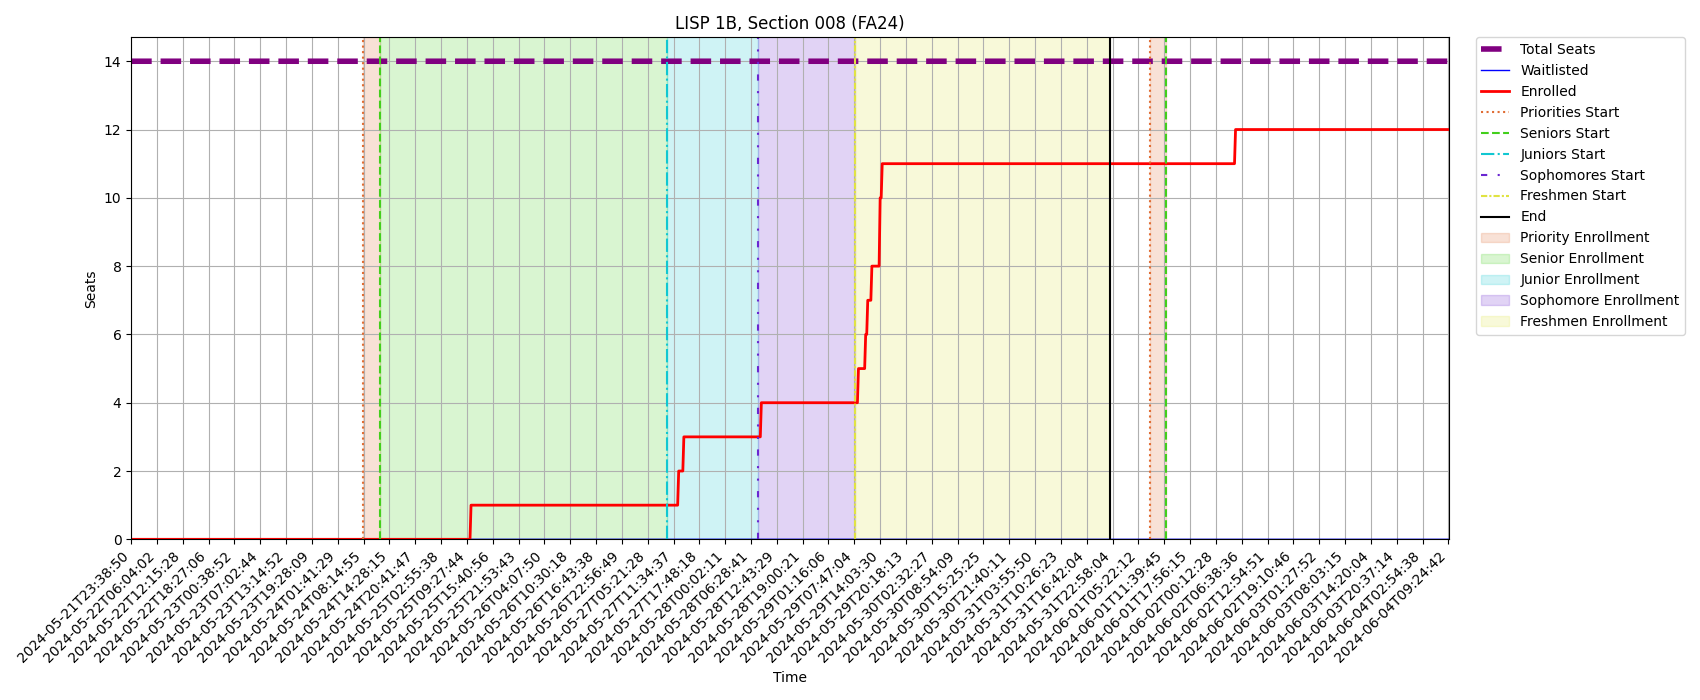 LISP 1B, Section 008 (FA24)
Seats
14
12
10
8
6
4
2
0
2024-05-21T23:38:50
2024-05-22T06:04:02
2024-05-22T12:15:28
2024-05-22T18:27:06
2024-05-23T00:38:52
2024-05-23T07:02:44
2024-05-23T13:14:52
2024-05-23T19:28:09
2024-05-24T01:41:29
2024-05-24T08:14:55
2024-05-24T14:28:15
2024-05-24T20:41:47
2024-05-25T02:55:38
2024-05-25T09:27:44
2024-05-25T15:40:56
2024-05-25T21:53:43
2024-05-26T04:07:50
2024-05-26T10:30:18
2024-05-26T16:43:38
2024-05-26T22:56:49
2024-05-27T05:21:28
2024-05-27T11:34:37
2024-05-27T17:48:18
2024-05-28T00:02:11
2024-05-28T06:28:41
2024-05-28T12:43:29
2024-05-28T19:00:21
2024-05-29T01:16:06
2024-05-29T07:47:04
2024-05-29T14:03:30
2024-05-29T20:18:13
2024-05-30T02:32:27
2024-05-30T08:54:09
2024-05-30T15:25:25
2024-05-30T21:40:11
2024-05-31T03:55:50
2024-05-31T10:26:23
2024-05-31T16:42:04
2024-05-31T22:58:04
2024-06-01T05:22:12
2024-06-01T11:39:45
2024-06-01T17:56:15
2024-06-02T00:12:28
2024-06-02T06:38:36
2024-06-02T12:54:51
2024-06-02T19:10:46
2024-06-03T01:27:52
2024-06-03T08:03:15
2024-06-03T14:20:04
2024-06-03T20:37:14
2024-06-04T02:54:38
2024-06-04T09:24:42
Time
Total Seats
Waitlisted
Enrolled
Priorities Start
Seniors Start
Juniors Start
Sophomores Start
Freshmen Start
End
Priority Enrollment
Senior Enrollment
Junior Enrollment
Sophomore Enrollment
Freshmen Enrollment